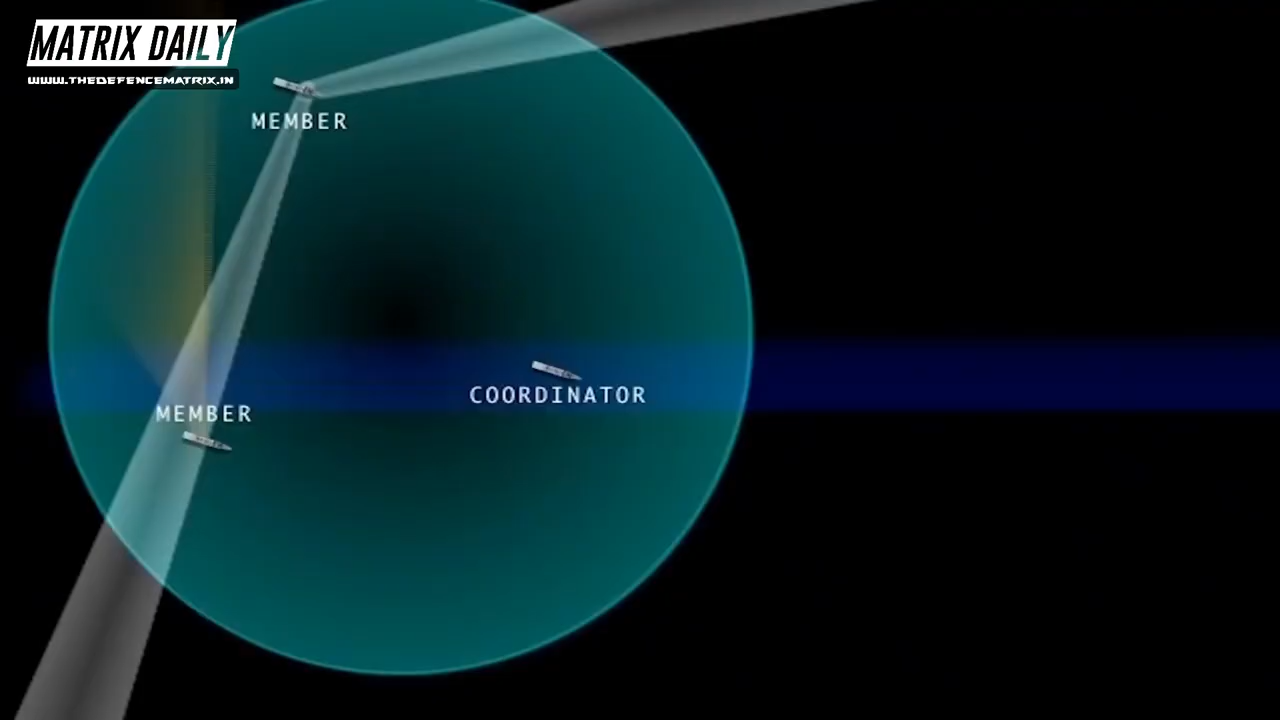 MATRIX DAILY
WWW.THEDEFENCEMATRIX.IN
MEMBER
COORDINATOR
MEMBER